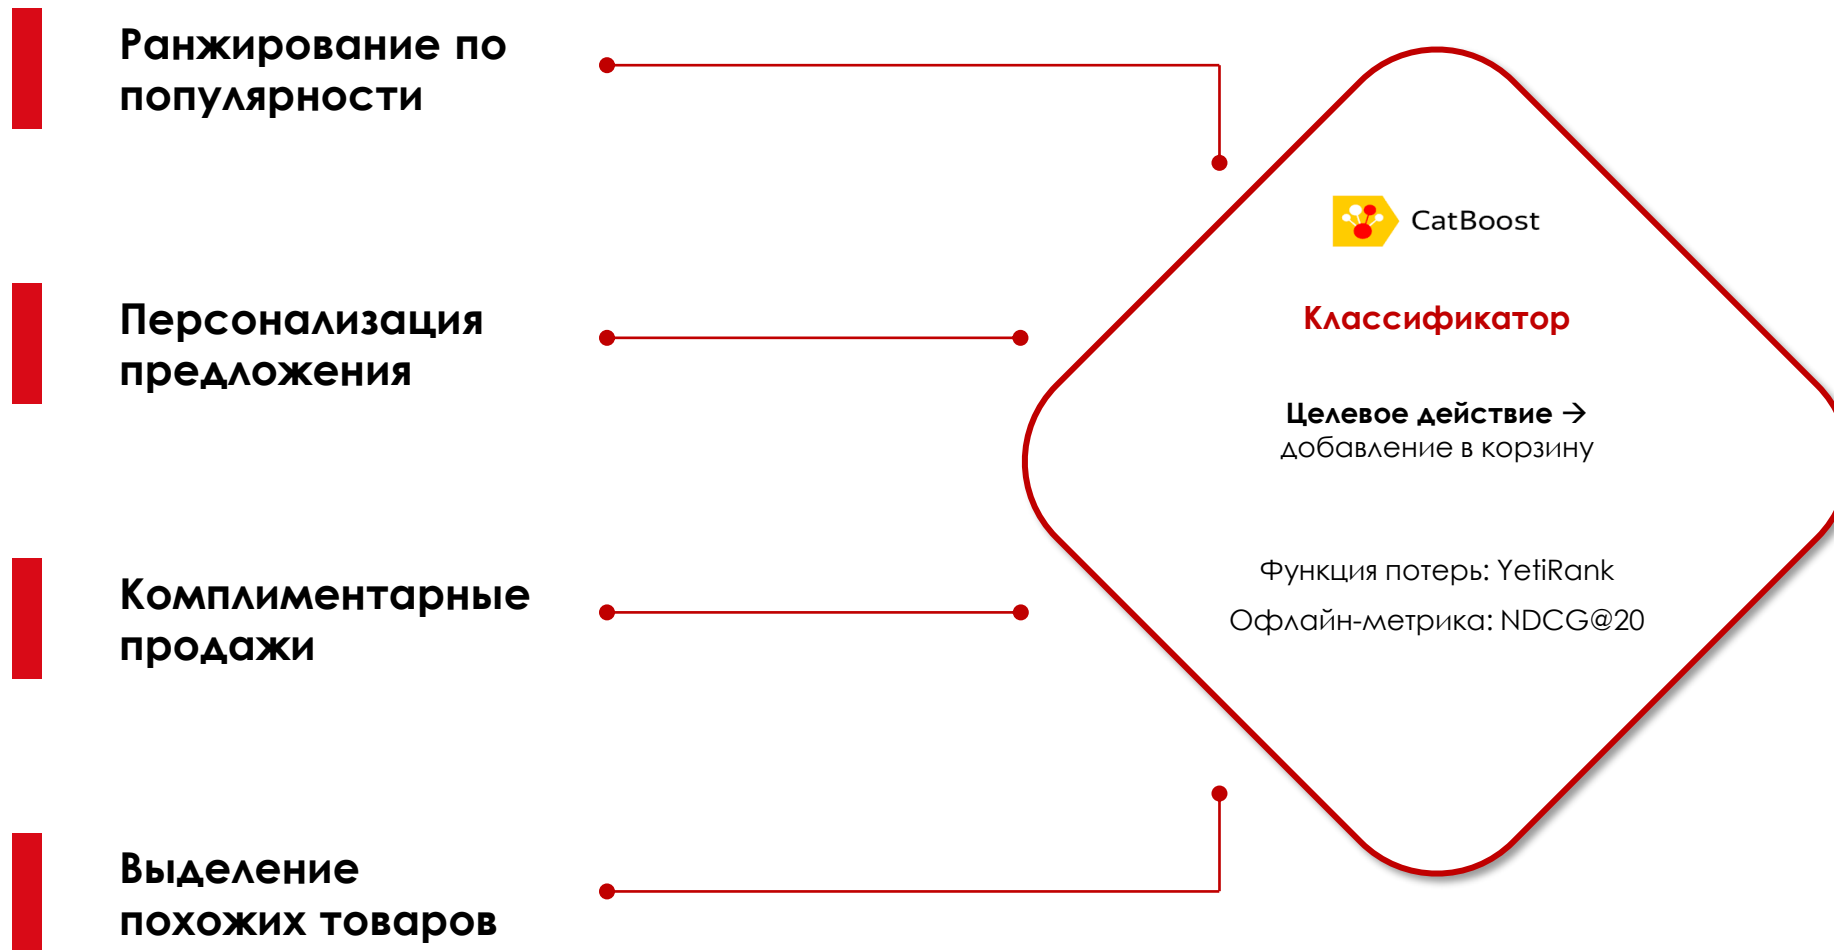 Ранжирование по
популярности
Персонализация
предложения
Комплиментарные
продажи
Выделение
похожих товаров
CatBoost
Классификатор
Целевое действие →
добавление в корзину
Функция потерь: YetiRank
Офлайн-метрика: NDCG@20